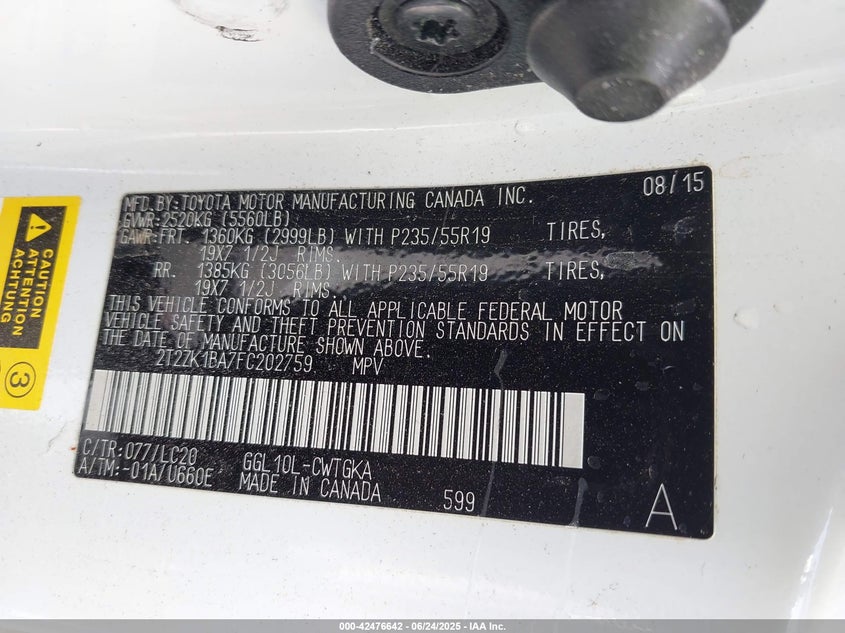 MFD.BY:TOYOTA MOTOR MANUFACTURING CANADA INC. 08/15
GVWR:2520KG (5560LB)
GAWR:FRT. 1360KG (2999LB) WITH P235/55R19 TIRES,
19X7 1/2J RIMS.
RR. 1385KG (3056LB) WITH P235/55R19 TIRES,
19X7 1/2J RIMS.
THIS VEHICLE CONFORMS TO ALL APPLICABLE FEDERAL MOTOR
VEHICLE SAFETY AND THEFT PREVENTION STANDARDS IN EFFECT ON
THE DATE OF MANUFACTURE SHOWN ABOVE.
2T2ZK1BA7FC202759 MPV
C/TR:077/LC20 GGL10L-CWTGKA
A/TM:-01A/U660E MADE IN CANADA 599 A
CAUTION
ATTENTION
ACHTUNG
3
000-42476642 - 06/24/2025 - IAA Inc.